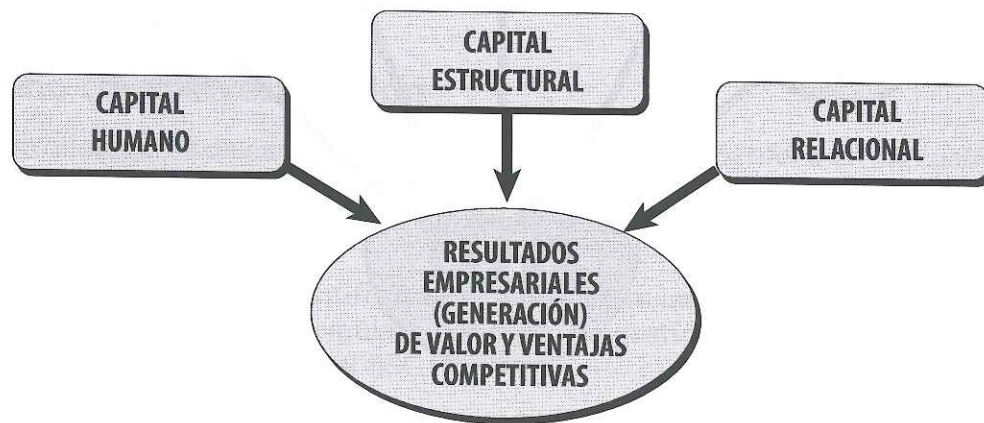 CAPITAL
HUMANO
CAPITAL
ESTRUCTURAL
CAPITAL
RELACIONAL
RESULTADOS
EMPRESARIALES
(GENERACIÓN)
DE VALOR Y VENTAJAS
COMPETITIVAS